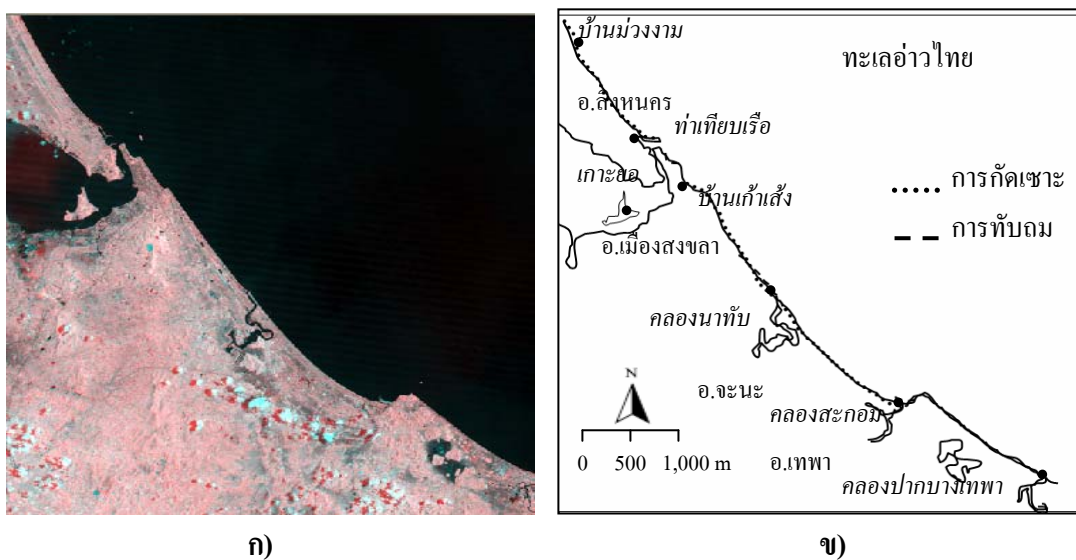 บ้านม่วงงาม
ทะเลอ่าวไทย
อ.สิงหนคร
ท่าเทียบเรือ
เกาะยอ
บ้านเก้าเส้ง
การกัดเซาะ
การทับถม
อ.เมืองสงขลา
คลองนาทับ
N
อ.จะนะ
คลองสะกอม
0 500 1,000 m
อ.เทพา
คลองปากบางเทพา
ก)
ข)